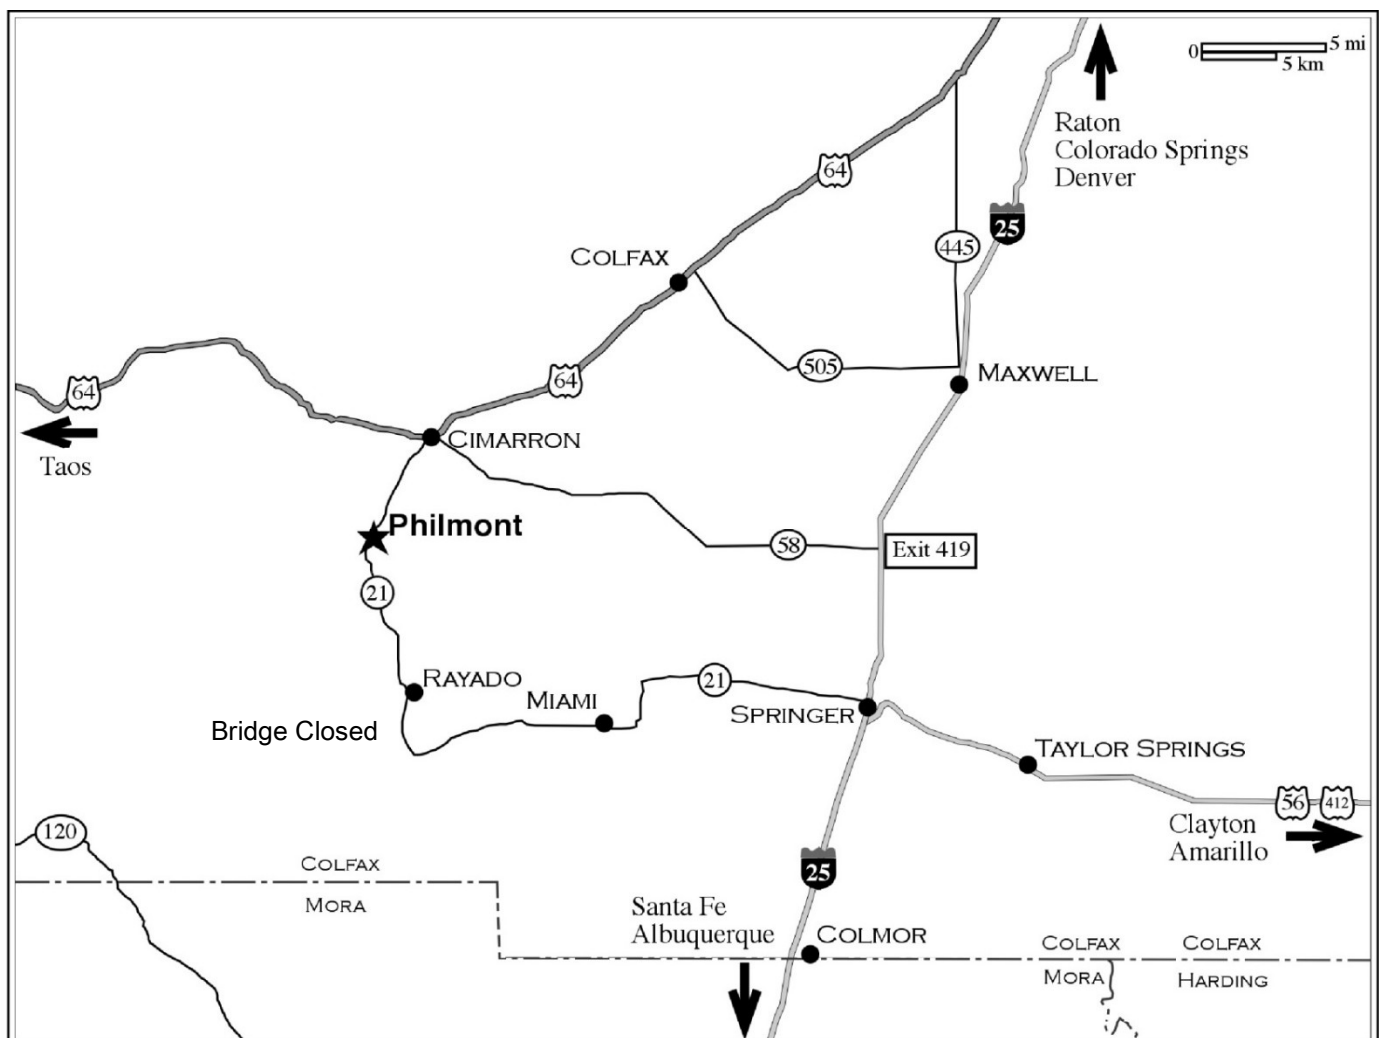 0
5 mi
5 km
Raton
Colorado Springs
Denver
64
25
445
COLFAX
505
64
MAXWELL
64
CIMARRON
Taos
Philmont
58
Exit 419
21
RAYADO
MIAMI
21
SPRINGER
Bridge Closed
TAYLOR SPRINGS
56
412
Clayton
Amarillo
120
COLFAX
MORA
25
Santa Fe
Albuquerque
COLMOR
COLFAX
COLFAX
MORA
HARDING